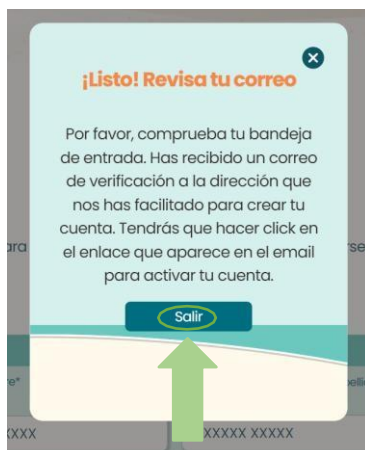 ¡Listo! Revisa tu correo
Por favor, comprueba tu bandeja
de entrada. Has recibido un correo
de verificación a la dirección que
nos has facilitado para crear tu
cuenta. Tendrás que hacer click en
el enlace que aparece en el email
para activar tu cuenta.
Salir
XXXXX XXXXX